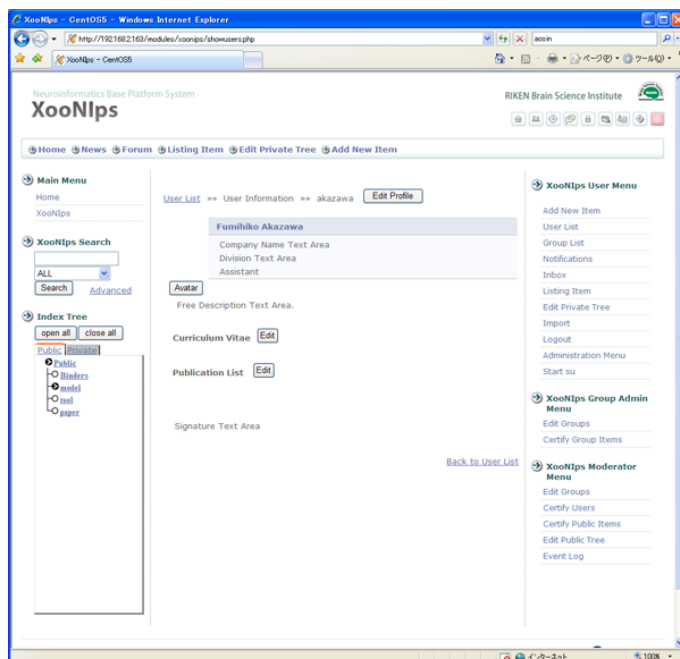 XooNIps - CentOS5 - Windows Internet Explorer
http://192.168.2.163/modules/xoonips/showusers.php
aosin
XooNIps - CentOS5
ページ(P)
ツール(O)
Neuroinformatics Base Platform System
XooNIps
RIKEN Brain Science Institute
Home News Forum Listing Item Edit Private Tree Add New Item
Main Menu
Home
XooNIps
XooNIps Search
ALL
Search Advanced
Index Tree
open all close all
Public Private
Public
Binders
model
tool
paper
User List »» User Information »» akazawa Edit Profile
Fumihiko Akazawa
Company Name Text Area
Division Text Area
Assistant
Avatar
Free Description Text Area.
Curriculum Vitae Edit
Publication List Edit
Signature Text Area
Back to User List
XooNIps User Menu
Add New Item
User List
Group List
Notifications
Inbox
Listing Item
Edit Private Tree
Import
Logout
Administration Menu
Start su
XooNIps Group Admin
Menu
Edit Groups
Certify Group Items
XooNIps Moderator
Menu
Edit Groups
Certify Users
Certify Public Items
Edit Public Tree
Event Log
インターネット
100%